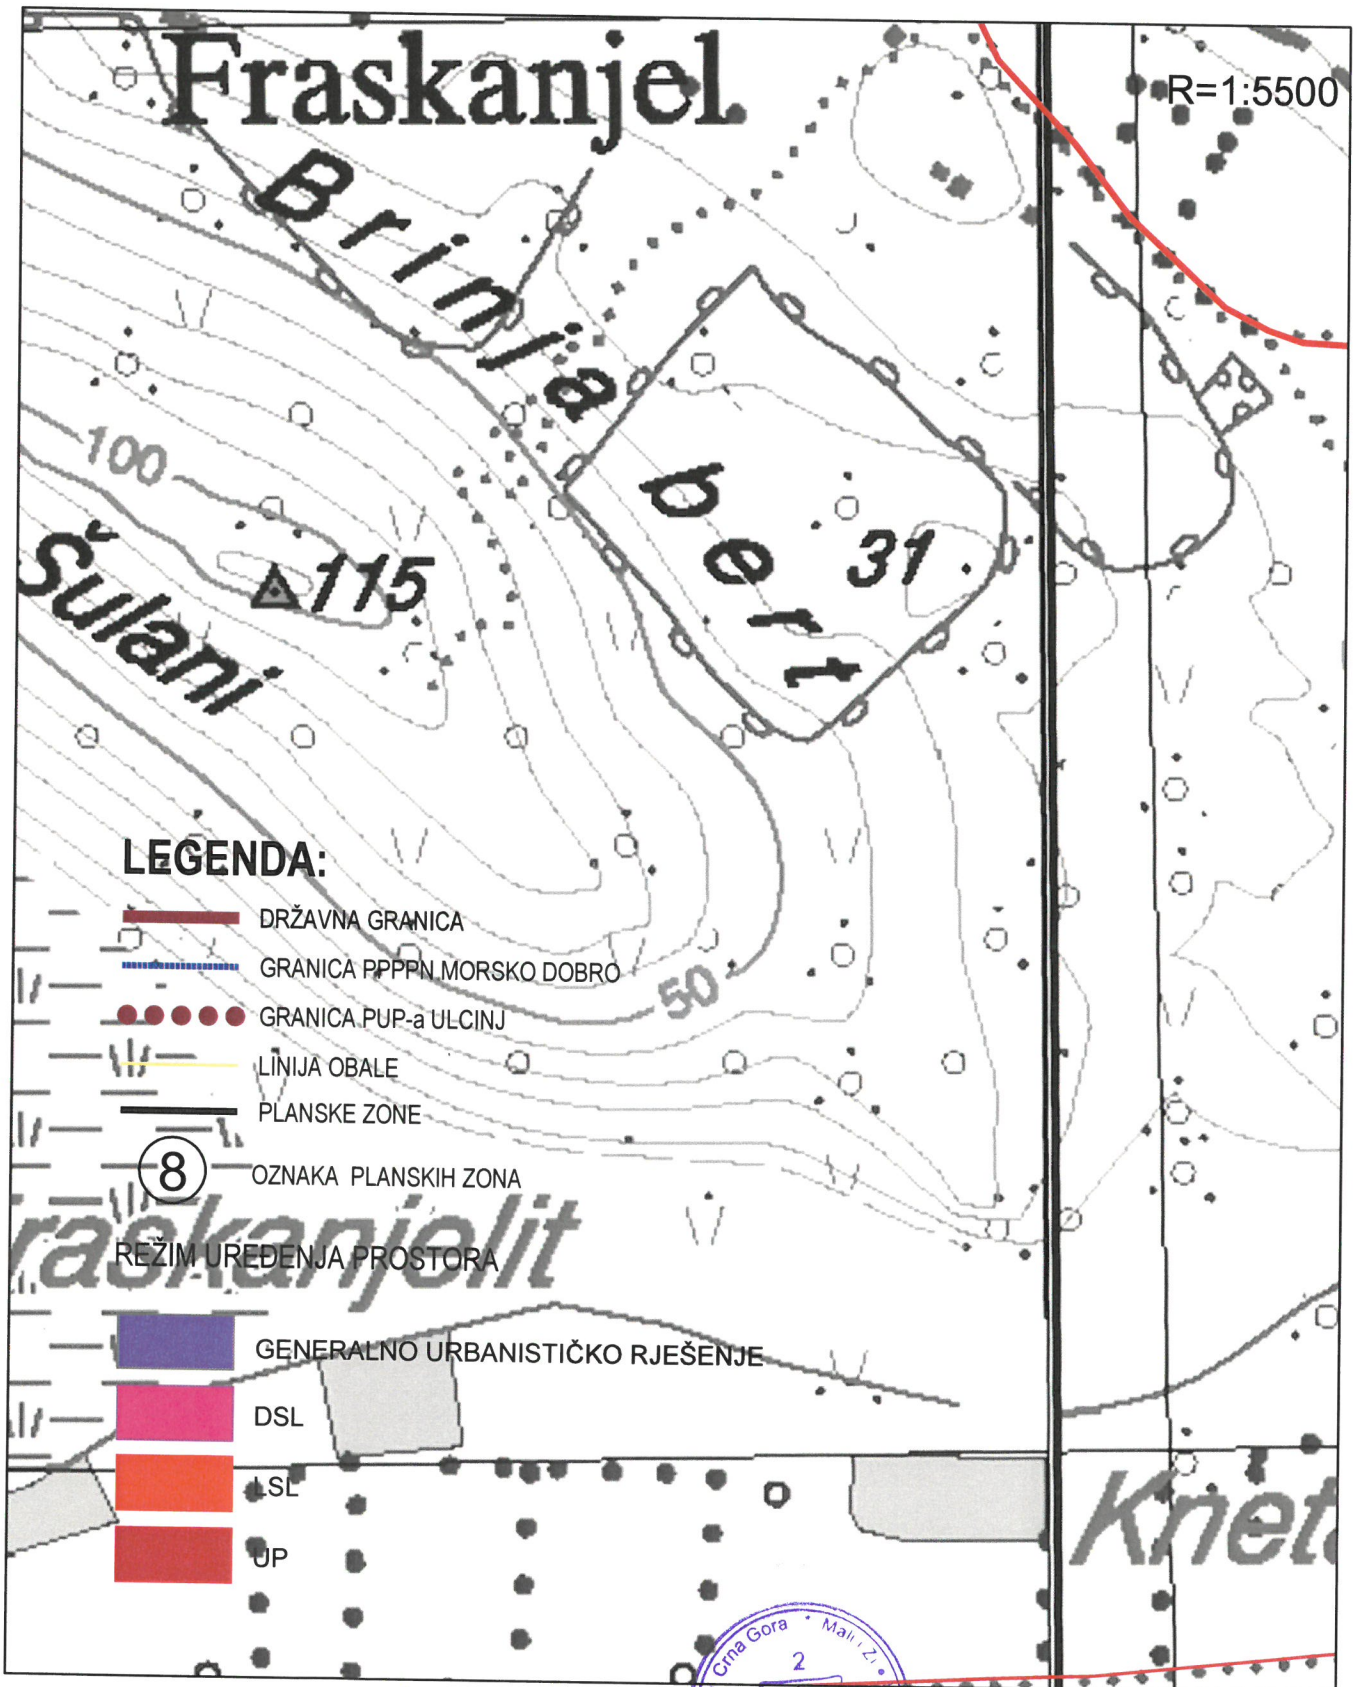 Fraskanjel
R=1:5500
Brinja
100
bert
31
115
Šulani
LEGENDA:
DRŽAVNA GRANICA
GRANICA PPPPN MORSKO DOBRO
50
GRANICA PUP-a ULCINJ
LINIJA OBALE
PLANSKE ZONE
8 OZNAKA PLANSKIH ZONA
raskanjelit
REŽIM UREĐENJA PROSTORA
GENERALNO URBANISTIČKO RJEŠENJE
DSL
LSL
UP
Knet
Crna Gora
2